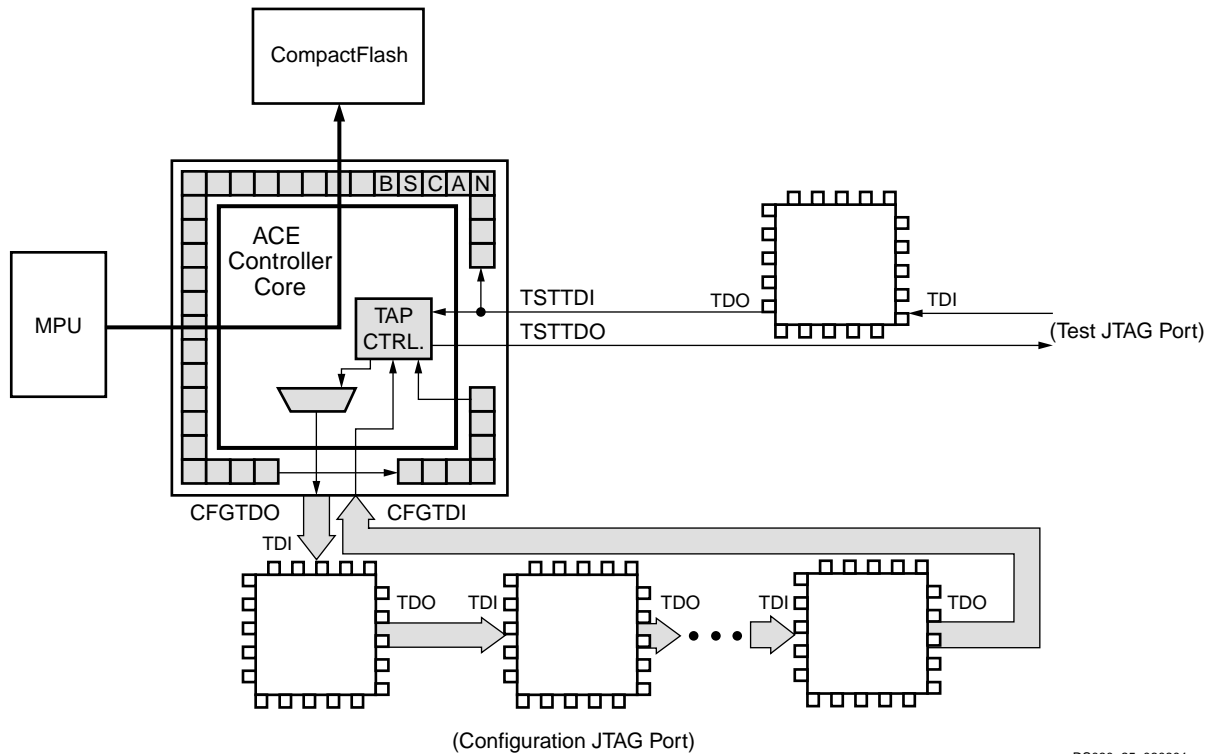 CompactFlash
B S C A N
ACE
Controller
Core
MPU
TAP
CTRL.
TSTTDI
TSTTDO
TDO
TDI
(Test JTAG Port)
CFGTDO
CFGTDI
TDI
TDO
TDI
TDO
TDI
TDO
(Configuration JTAG Port)